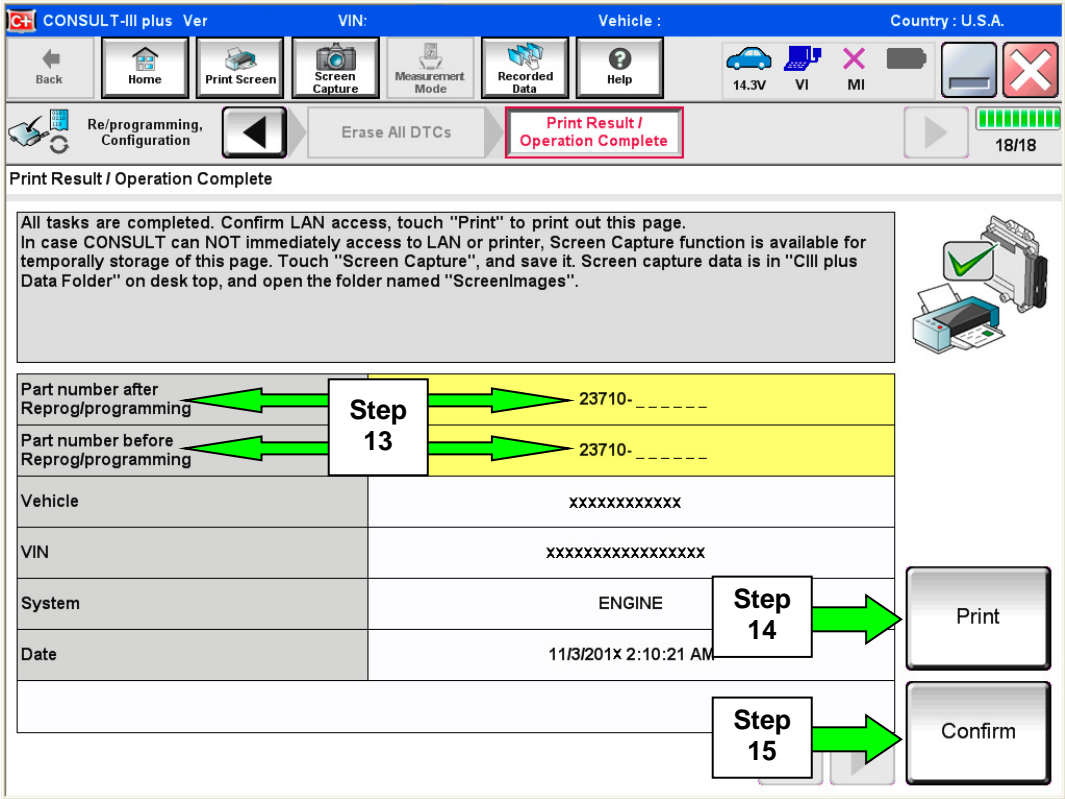 C+ CONSULT-III plus Ver VIN: Vehicle : Country : U.S.A.
Back
Home
Print Screen
Screen
Capture
Measurement
Mode
Recorded
Data
?
Help
14.3V
VI
MI
Re/programming,
Configuration
Erase All DTCs
Print Result /
Operation Complete
18/18
Print Result / Operation Complete
All tasks are completed. Confirm LAN access, touch "Print" to print out this page.
In case CONSULT can NOT immediately access to LAN or printer, Screen Capture function is available for
temporally storage of this page. Touch "Screen Capture", and save it. Screen capture data is in "CIII plus
Data Folder" on desk top, and open the folder named "ScreenImages".
Part number after
Reprog/programming
23710-_ _ _ _ _ _
Step
13
Part number before
Reprog/programming
23710-_ _ _ _ _ _
Vehicle
xxxxxxxxxxxx
VIN
xxxxxxxxxxxxxxxxx
System
ENGINE
Step
14
Print
Date
11/3/201x 2:10:21 AM
Step
15
Confirm